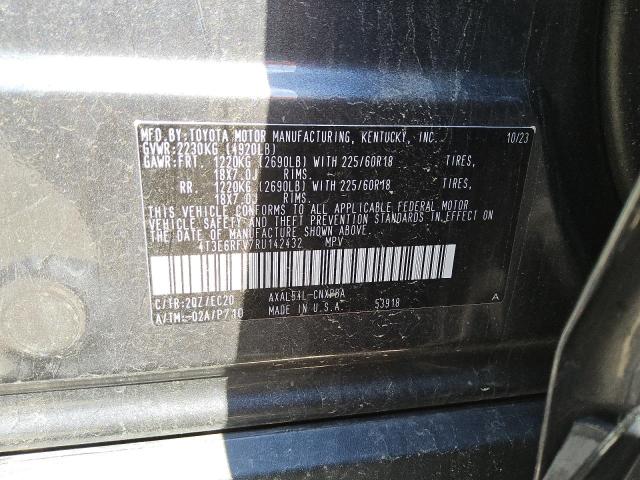 MFD.BY:TOYOTA MOTOR MANUFACTURING, KENTUCKY, INC. 10/23
GVWR:2230KG (4920LB)
GAWR:FRT 1220KG (2690LB) WITH 225/60R18 TIRES,
18X7.0J RIMS.
RR 1220KG (2690LB) WITH 225/60R18 TIRES,
18X7.0J RIMS.
THIS VEHICLE CONFORMS TO ALL APPLICABLE FEDERAL MOTOR
VEHICLE SAFETY AND THEFT PREVENTION STANDARDS IN EFFECT
ON THE DATE OF MANUFACTURE SHOWN ABOVE.
4T3E6RFV7RU142432 MPV
C/TR:2QZ/EC20 AXAL54L-CNXPBA 53918 A
A/TM:-02A/P710 MADE IN U.S.A.